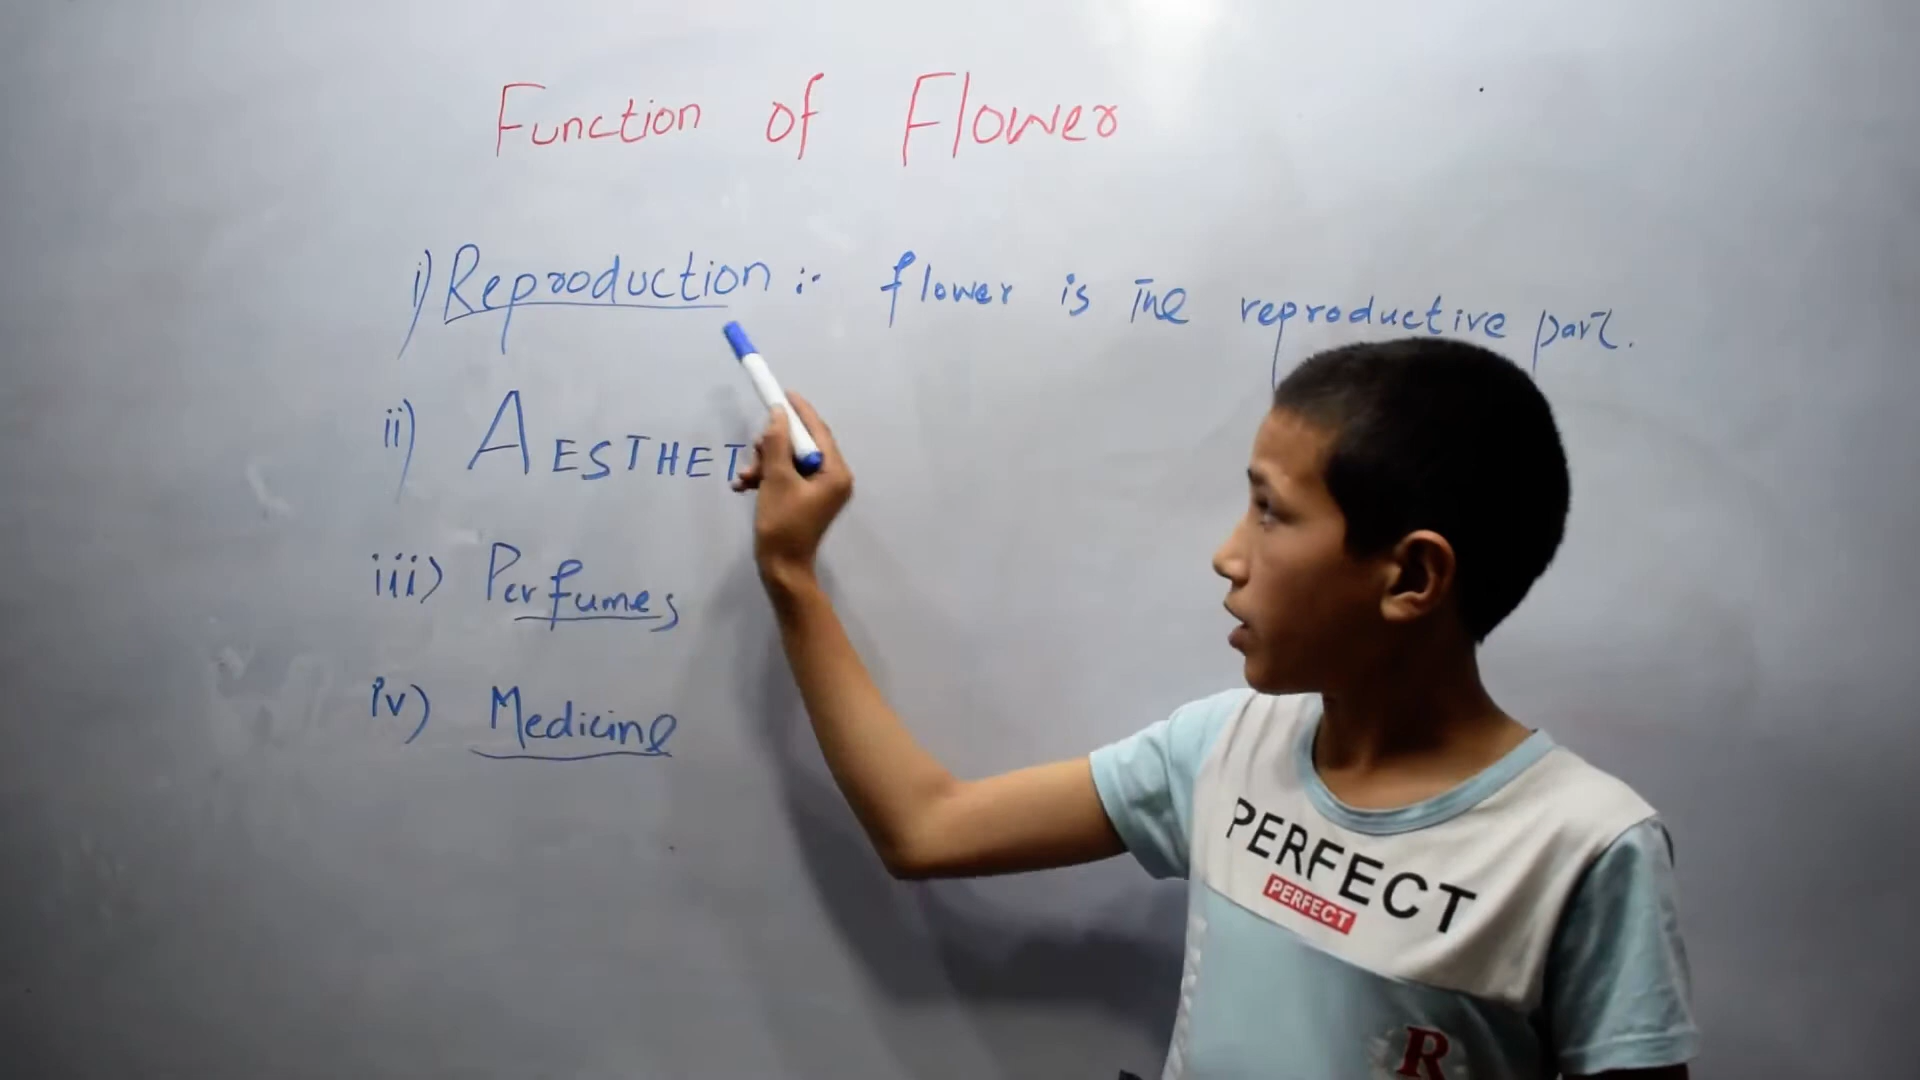 Function of Flower
i) Reproduction :- flower is the reproductive part.
ii) AESTHET
iii) Perfumes
iv) Medicine
PERFECT
PERFECT
R